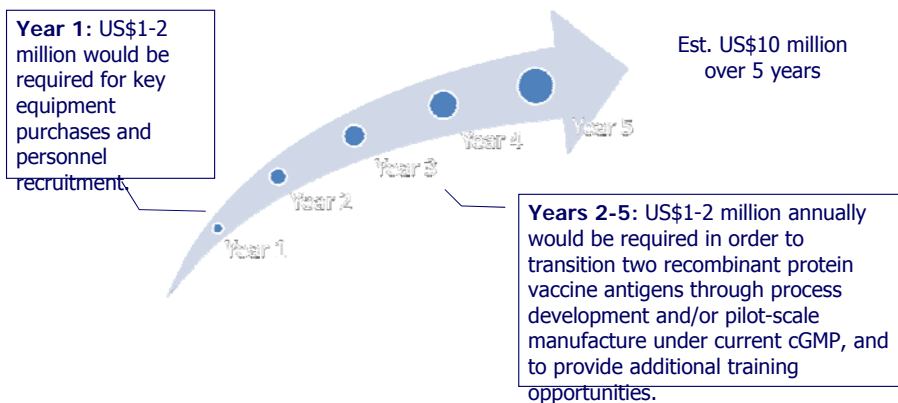 Year 1: US$1-2
million would be
required for key
equipment
purchases and
personnel
recruitment.
Est. US$10 million
over 5 years
Year 1
Year 2
Year 3
Year 4
Year 5
Years 2-5: US$1-2 million annually
would be required in order to
transition two recombinant protein
vaccine antigens through process
development and/or pilot-scale
manufacture under current cGMP, and
to provide additional training
opportunities.